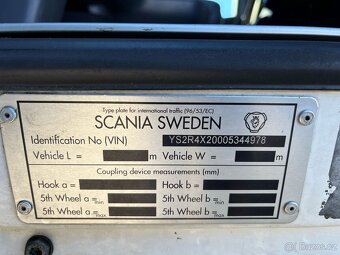 Type plate for international traffic (96/53/EC)
SCANIA SWEDEN
Identification No (VIN) YS2R4X20005344978
Vehicle L = m Vehicle W = m
Coupling device measurements (mm)
Hook a = Hook b =
5th Wheel a min = 5th Wheel b min =
5th Wheel a max = 5th Wheel b max =
bazos.cz